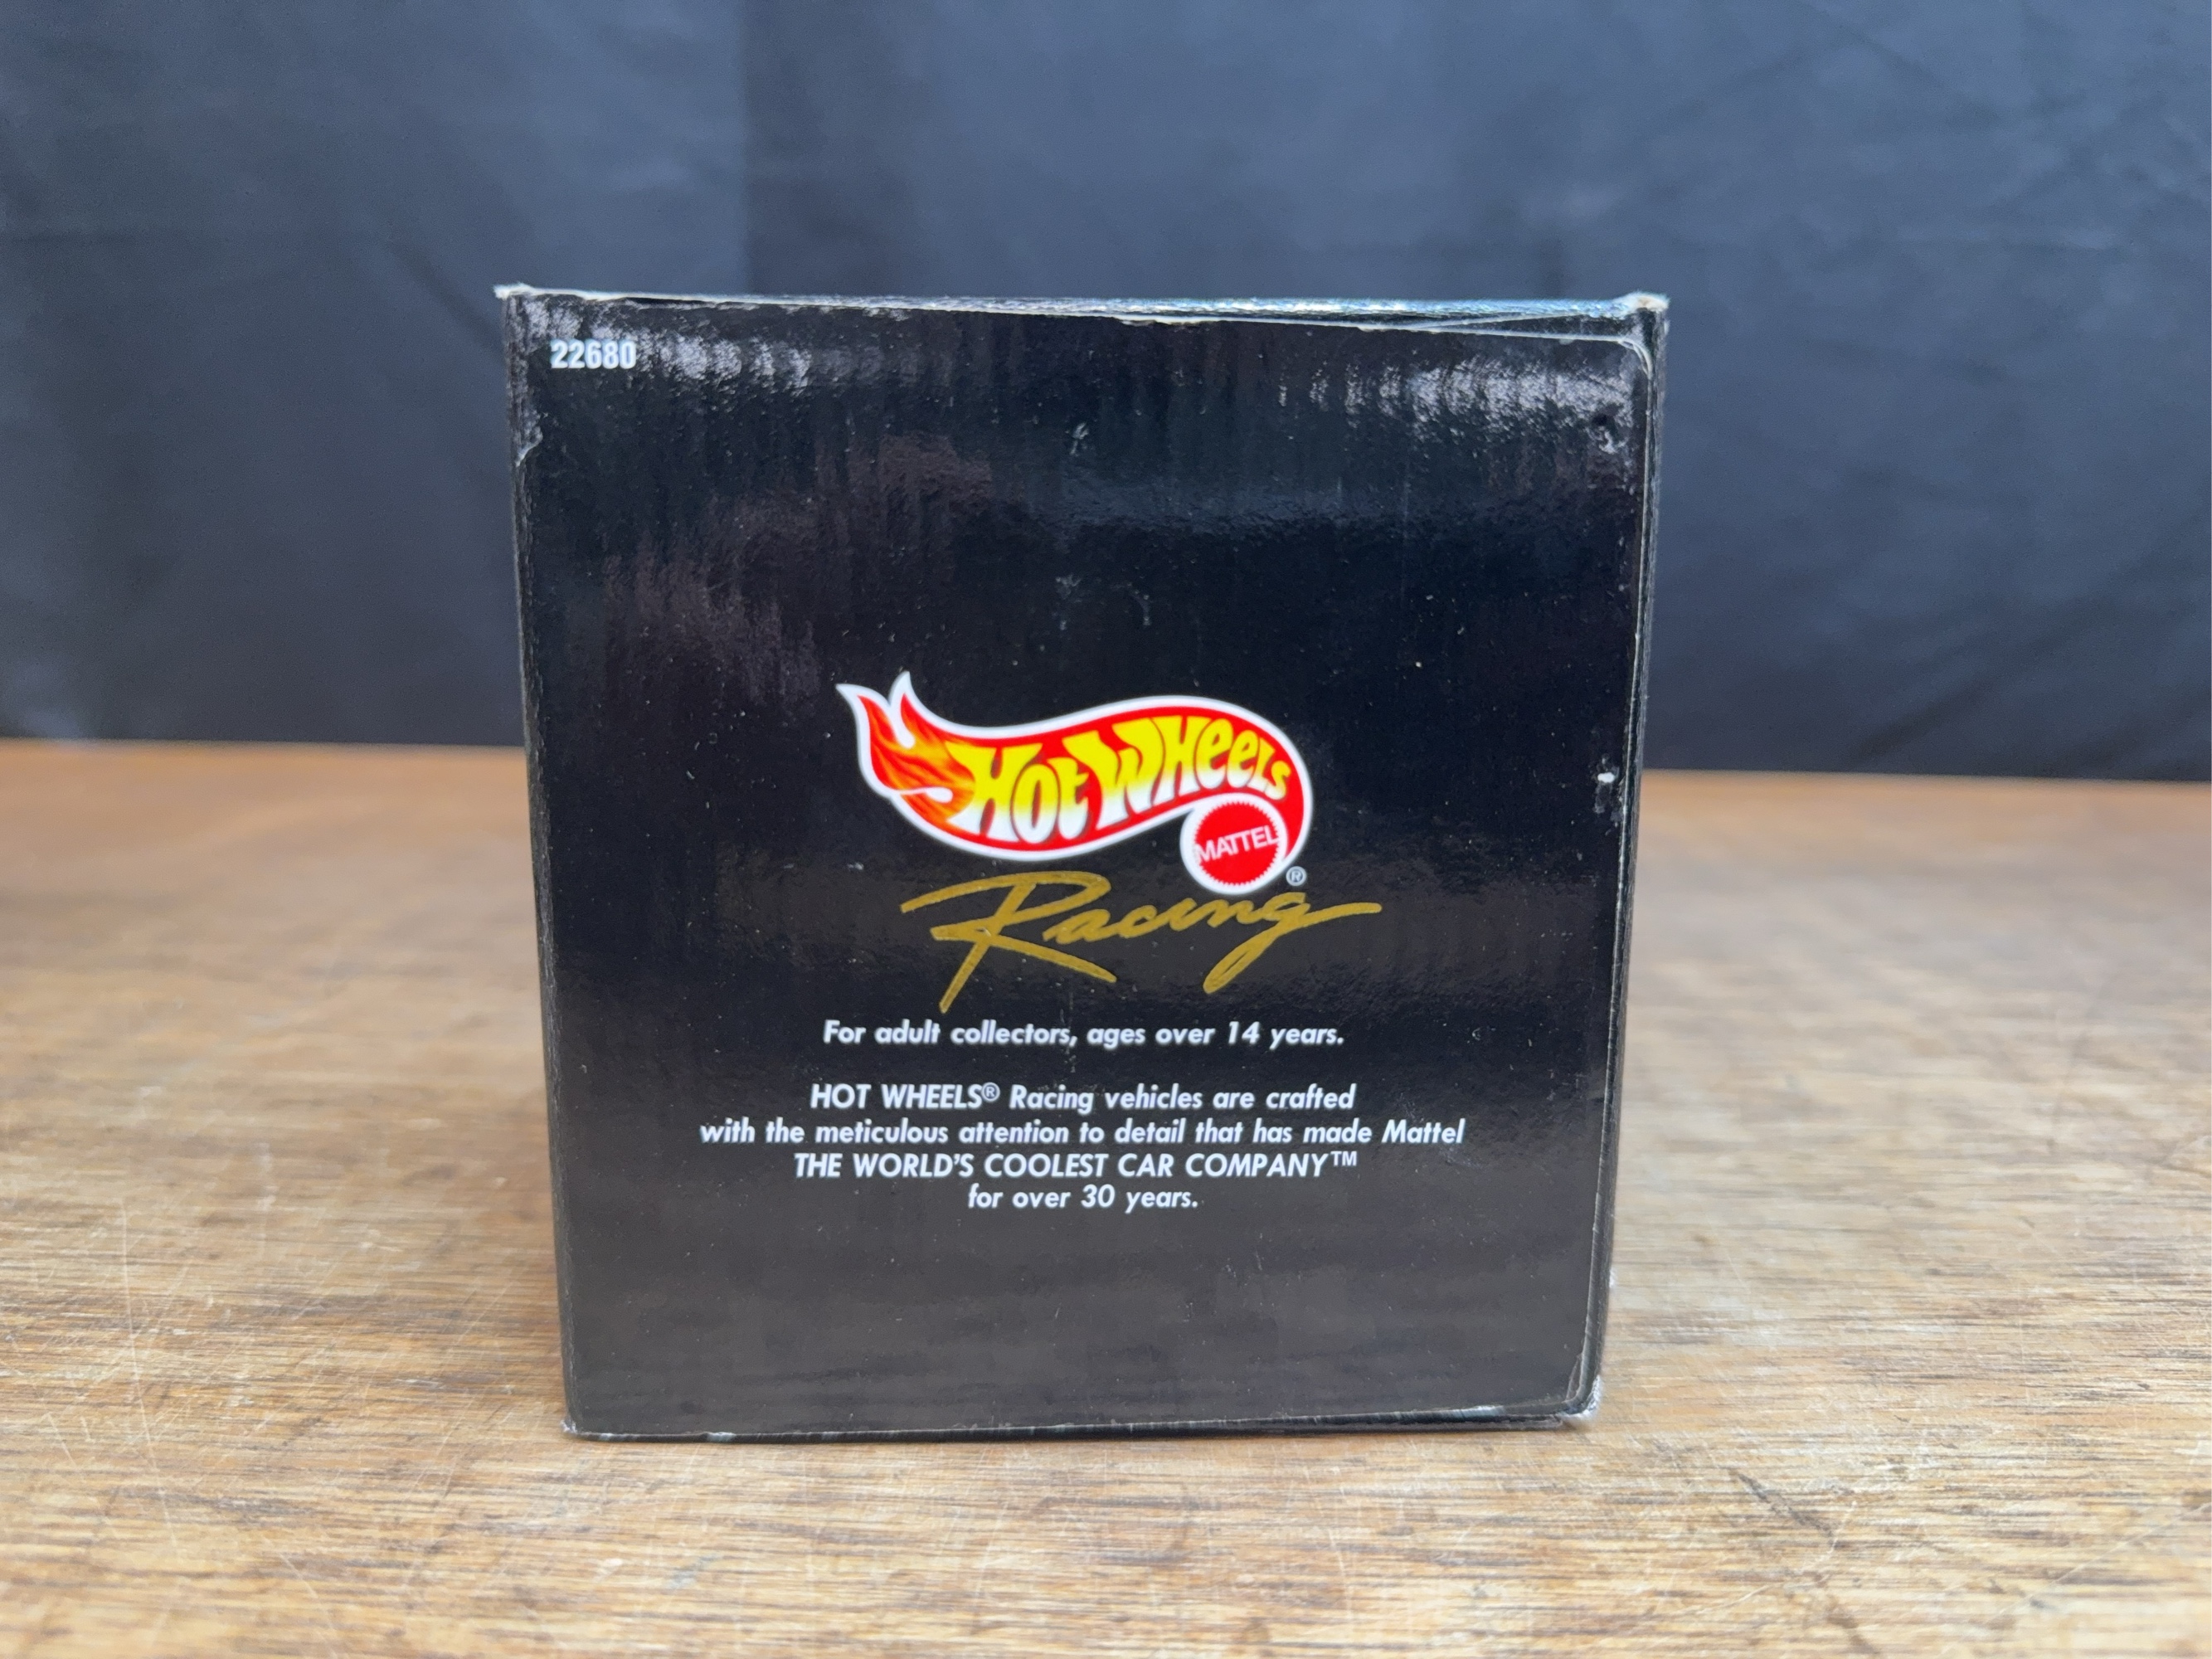 22680
Hot Wheels
MATTEL
®
Racing
For adult collectors, ages over 14 years.
HOT WHEELS® Racing vehicles are crafted
with the meticulous attention to detail that has made Mattel
THE WORLD'S COOLEST CAR COMPANY™
for over 30 years.